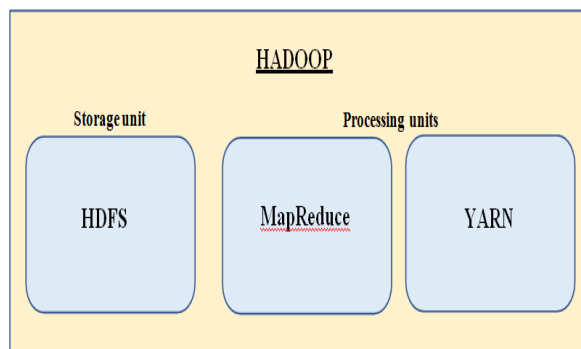 HADOOP
Storage unit
Processing units
HDFS
MapReduce
YARN